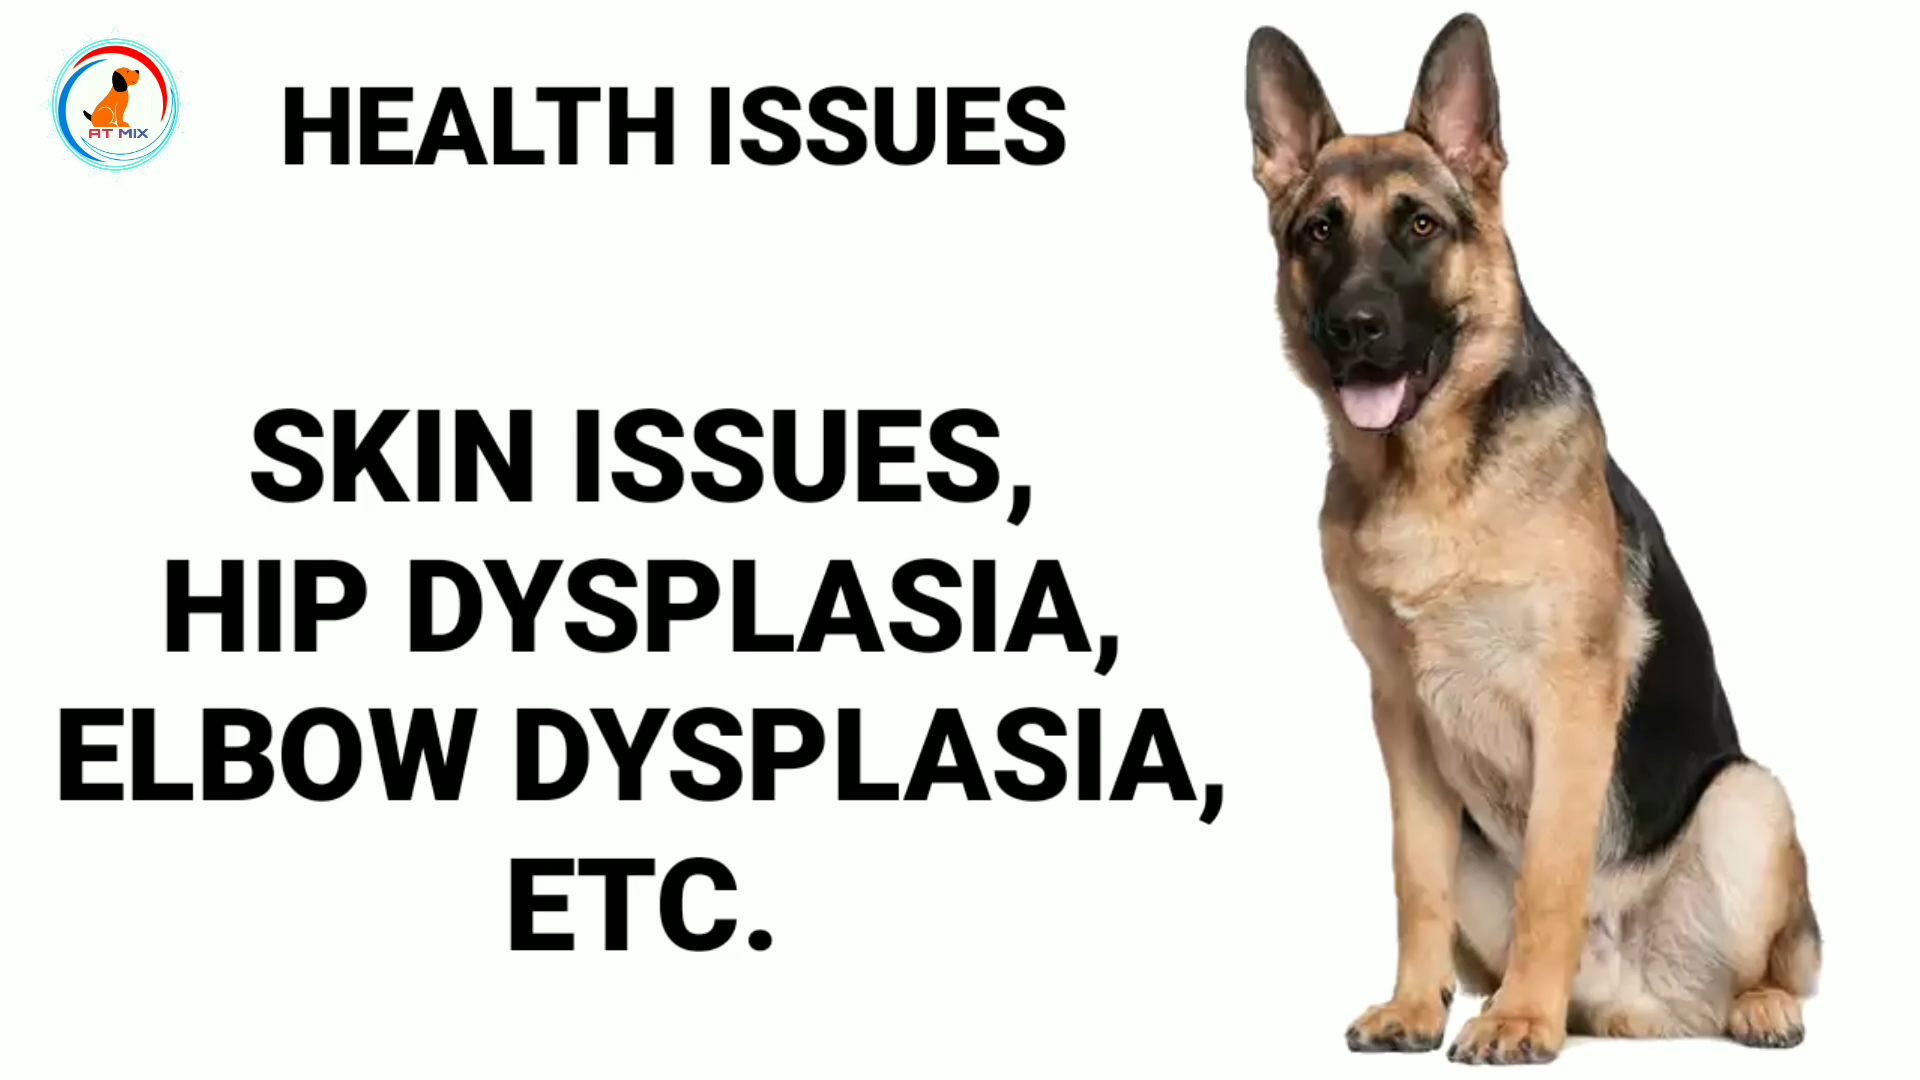 AT MIX
HEALTH ISSUES
SKIN ISSUES,
HIP DYSPLASIA,
ELBOW DYSPLASIA,
ETC.